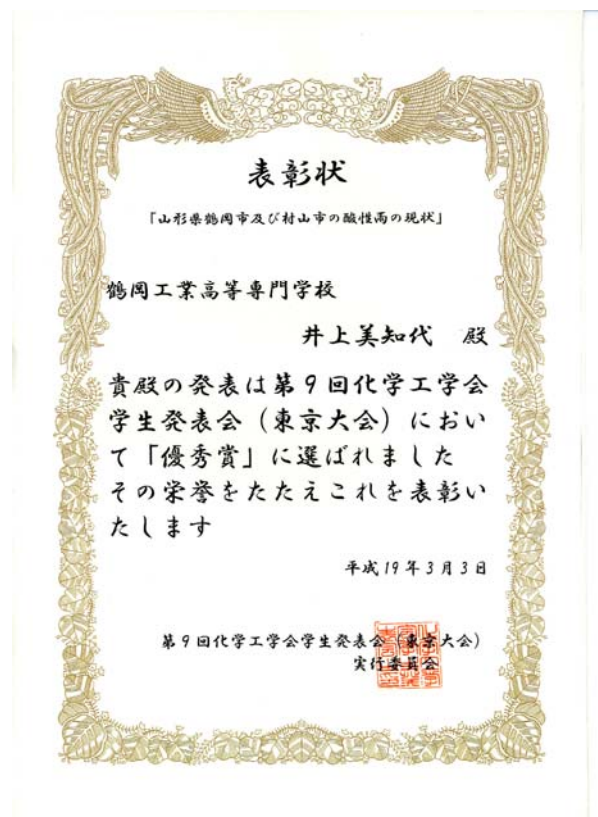 表彰状
「山形県鶴岡市及び村山市の酸性雨の現状」
鶴岡工業高等専門学校
井上美知代　殿
貴殿の発表は第９回化学工学会
学生発表会（東京大会）におい
て「優秀賞」に選ばれました
その栄誉をたたえこれを表彰い
たします
平成19年3月3日
第９回化学工学会学生発表会（東京大会）
実行委員会